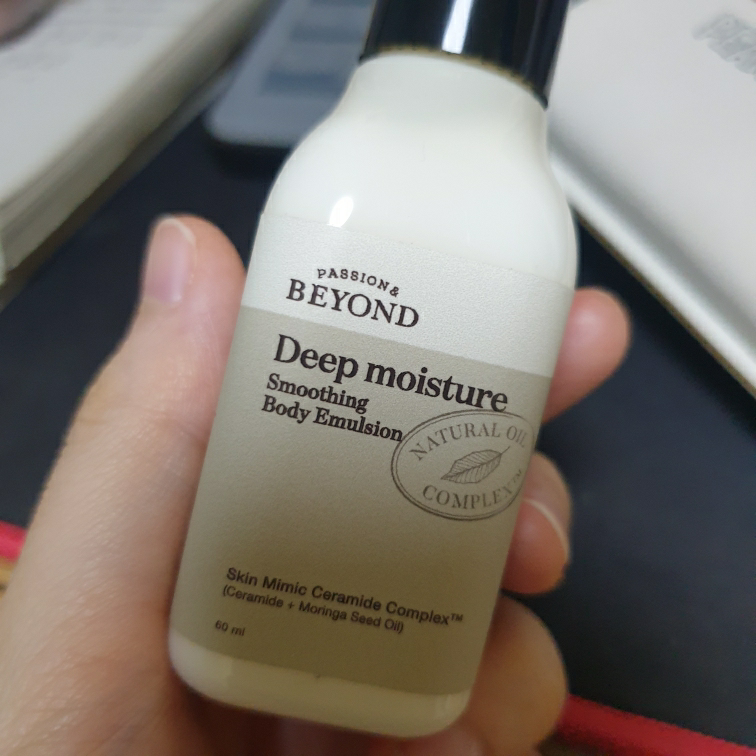 PASSION&
BEYOND
Deep moisture
Smoothing
Body Emulsion
NATURAL OIL
COMPLEX™
Skin Mimic Ceramide Complex™
(Ceramide + Moringa Seed Oil)
60 ml